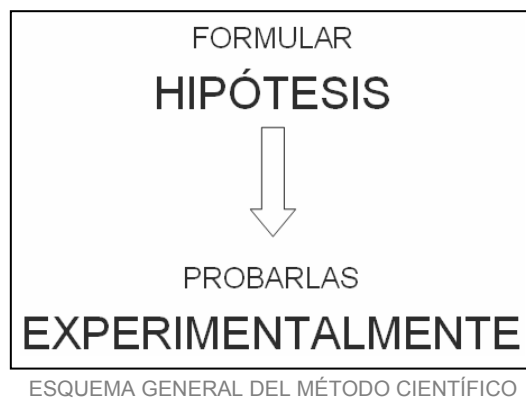 FORMULAR
HIPÓTESIS
PROBARLAS
EXPERIMENTALMENTE
ESQUEMA GENERAL DEL MÉTODO CIENTÍFICO